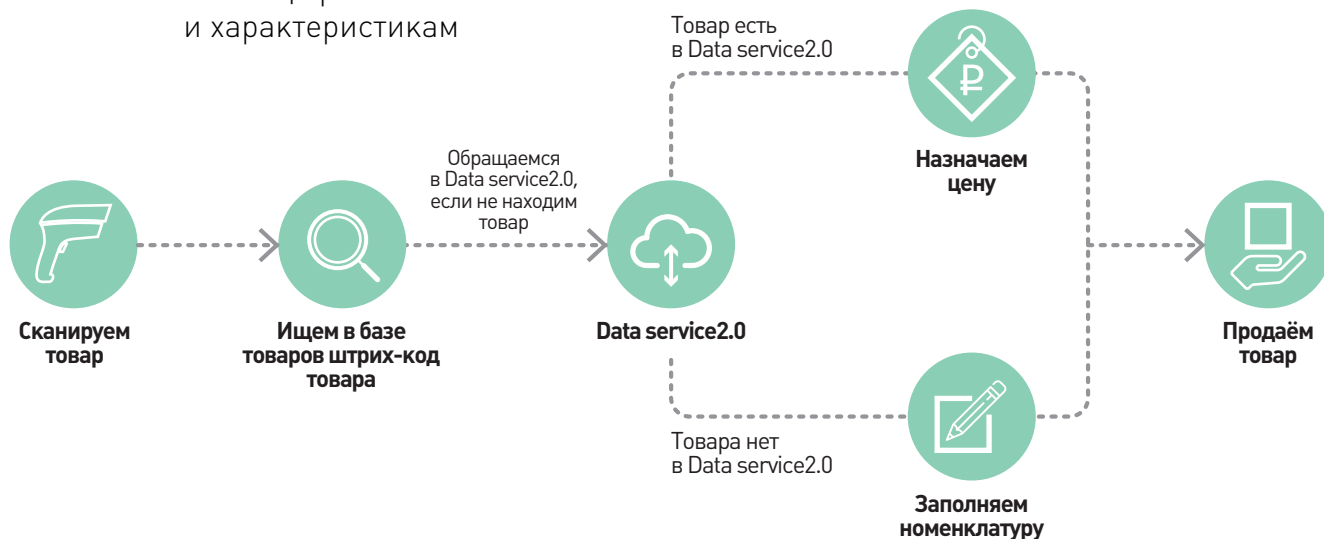 и характеристикам
Товар есть
в Data service2.0
Назначаем
цену
Обращаемся
в Data service2.0,
если не находим
товар
Сканируем
товар
Ищем в базе
товаров штрих-код
товара
Data service2.0
Продаём
товар
Товара нет
в Data service2.0
Заполняем
номенклатуру